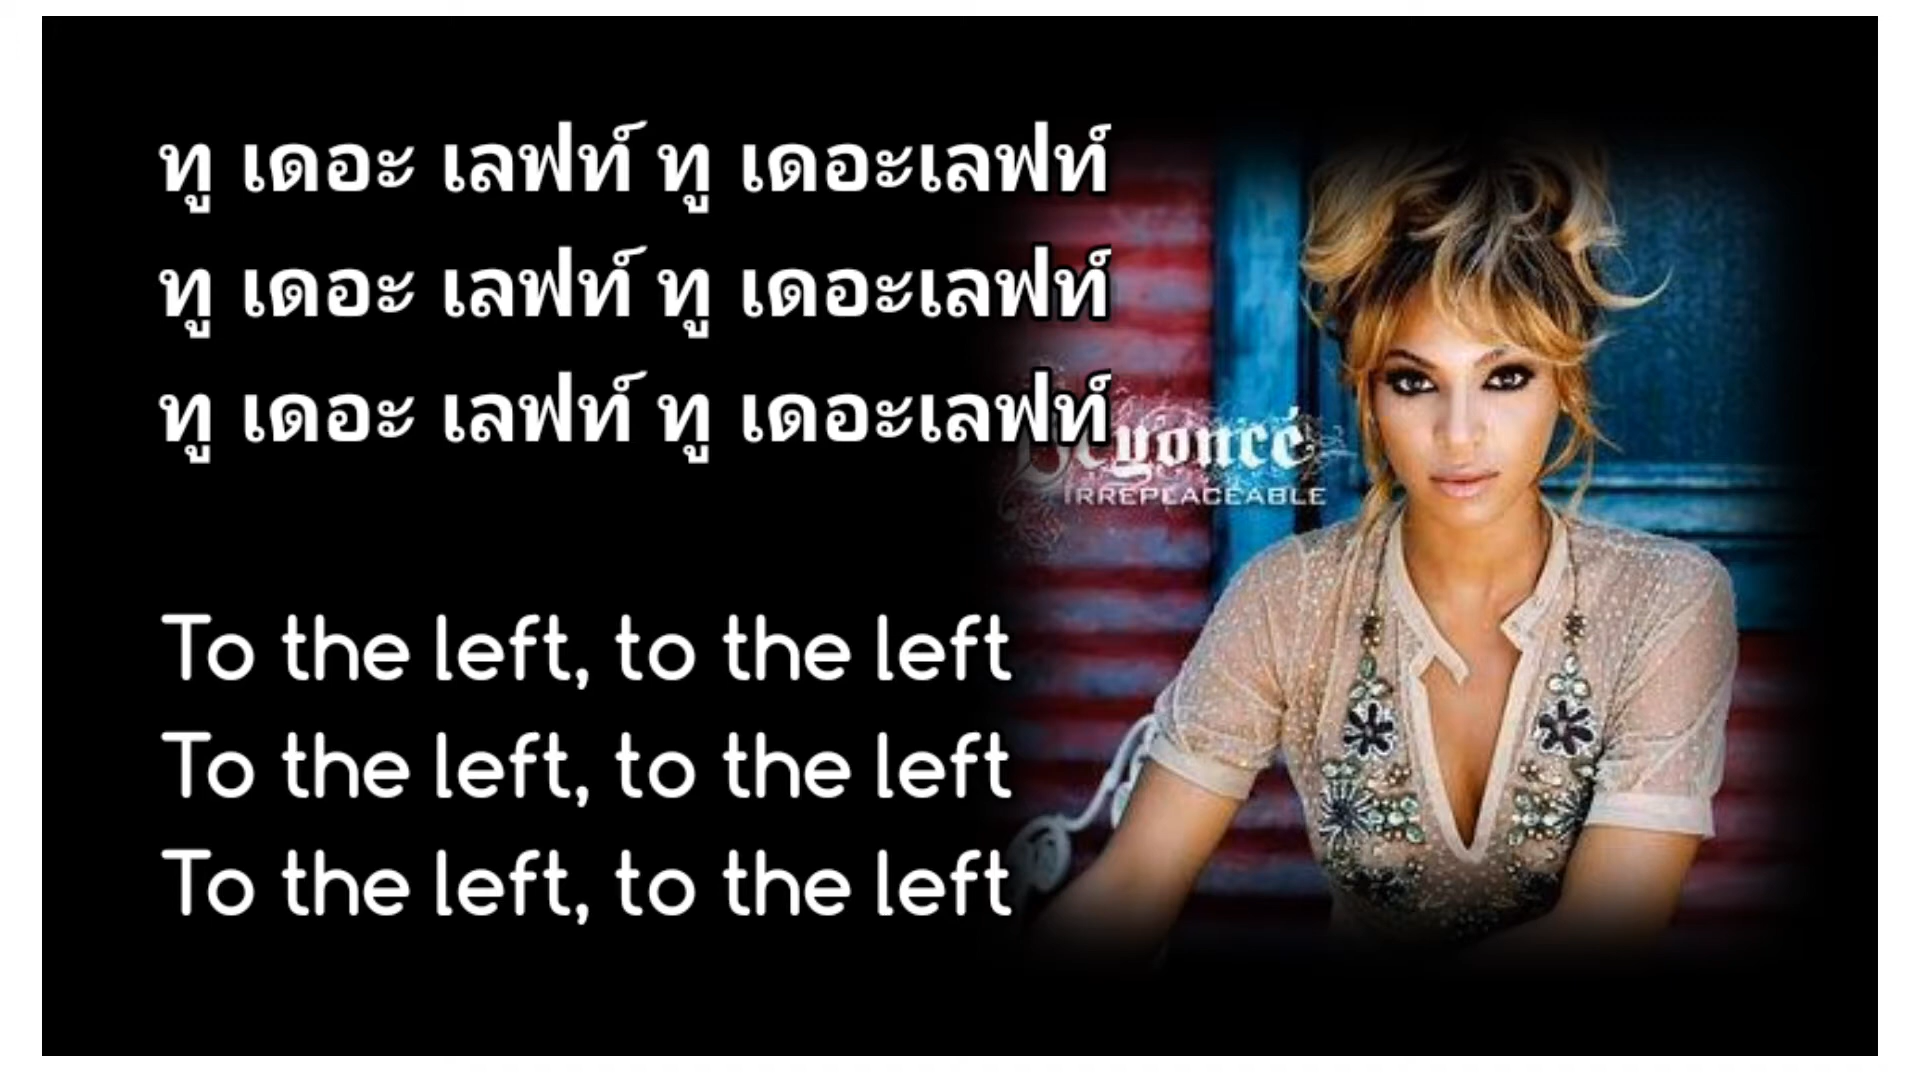 ทู เดอะ เลฟท์ ทู เดอะเลฟท์
ทู เดอะ เลฟท์ ทู เดอะเลฟท์
ทู เดอะ เลฟท์ ทู เดอะเลฟท์
Beyoncé
IRREPLACEABLE
To the left, to the left
To the left, to the left
To the left, to the left